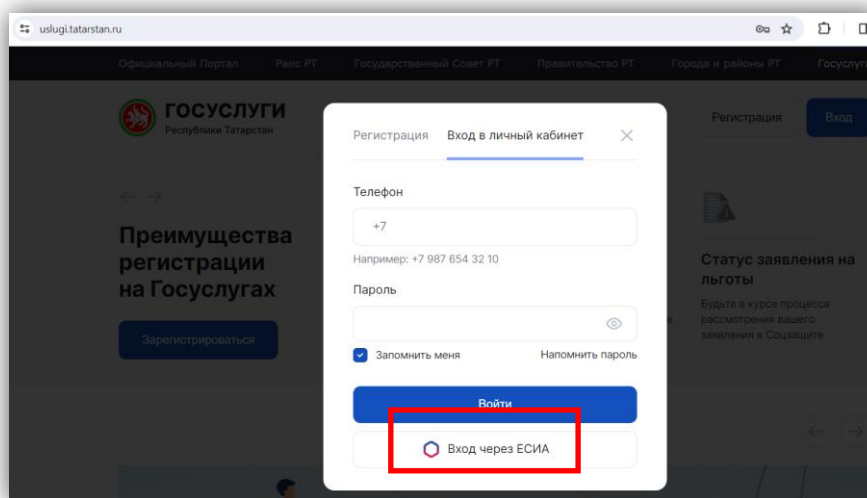 uslugi.tatarstan.ru
Официальный Портал Раис РТ Государственный Совет РТ Правительство РТ Города и районы РТ Госуслуги
ГОСУСЛУГИ
Республики Татарстан
Регистрация Вход
Регистрация Вход в личный кабинет
Телефон
+7
Например: +7 987 654 32 10
Пароль
Запомнить меня Напомнить пароль
Войти
Вход через ЕСИА
Преимущества
регистрации
на Госуслугах
Зарегистрироваться
Статус заявления на
льготы
Будьте в курсе процесса
рассмотрения вашего
заявления в Соцзащите